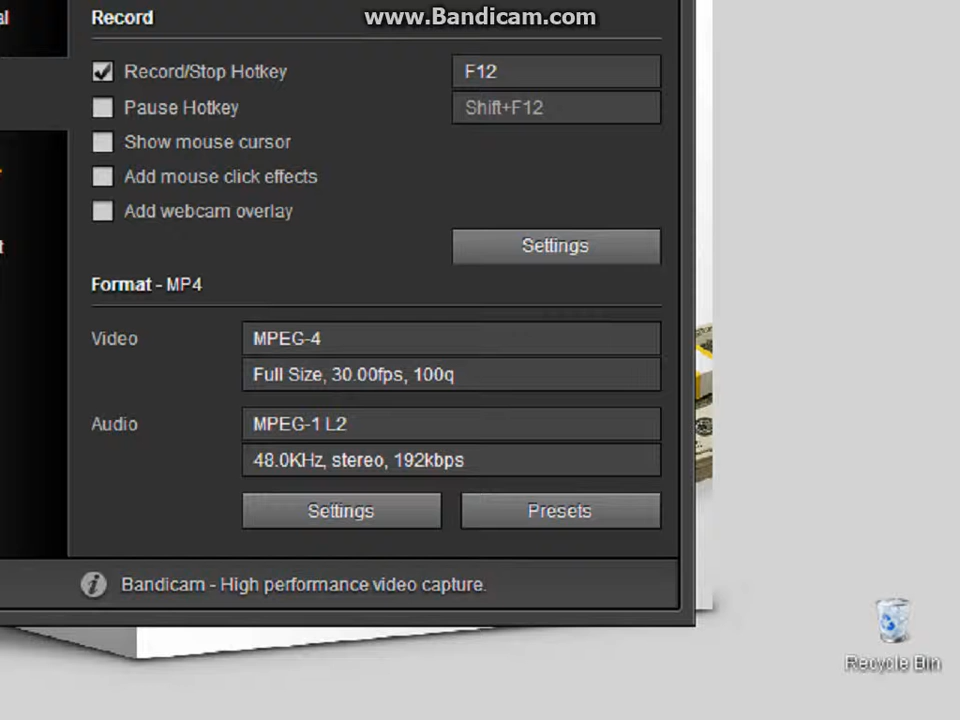 www.Bandicam.com
Record
Record/Stop Hotkey
F12
Pause Hotkey
Shift+F12
Show mouse cursor
Add mouse click effects
Add webcam overlay
Settings
Format - MP4
Video
MPEG-4
Full Size, 30.00fps, 100q
Audio
MPEG-1 L2
48.0KHz, stereo, 192kbps
Settings
Presets
Bandicam - High performance video capture.
Recycle Bin